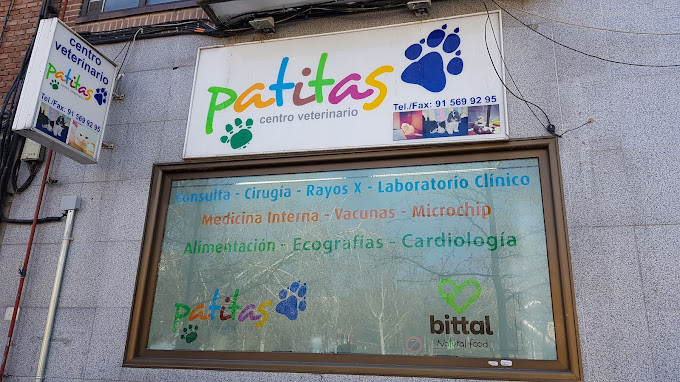 centro
veterinario
patitas
Tel./Fax:
91 569 92 95
patitas
centro veterinario
Tel./Fax: 91 569 92 95
Consulta - Cirugía - Rayos X - Laboratorio Clínico
Medicina Interna - Vacunas - Microchip
Alimentación - Ecografías - Cardiología
patitas
bittal
Natural Food